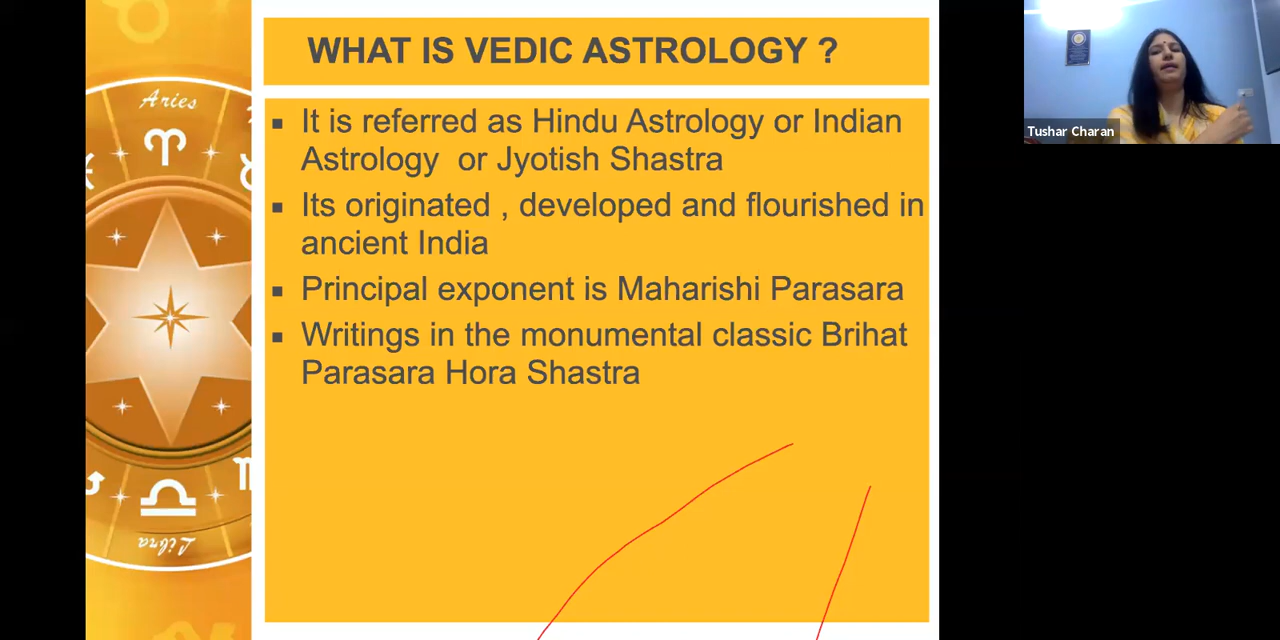 WHAT IS VEDIC ASTROLOGY ?
Aries
▪ It is referred as Hindu Astrology or Indian
Astrology or Jyotish Shastra
▪ Its originated , developed and flourished in
ancient India
▪ Principal exponent is Maharishi Parasara
▪ Writings in the monumental classic Brihat
Parasara Hora Shastra
Libra
Tushar Charan